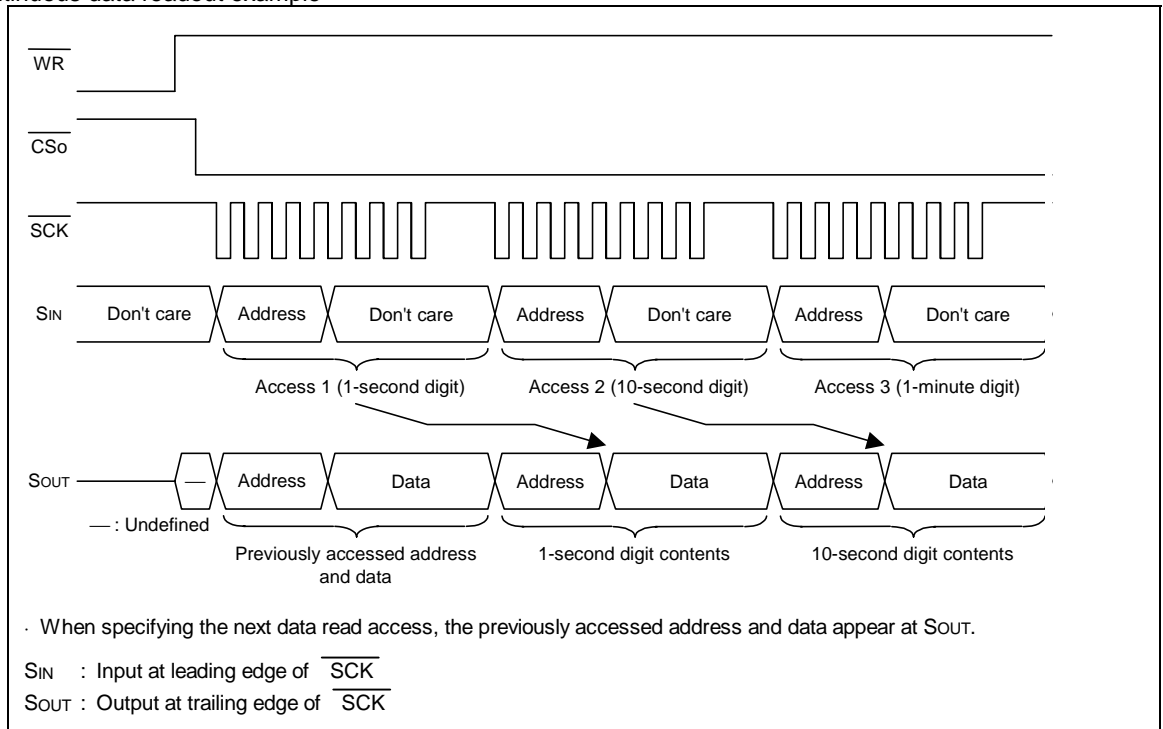 WR
CSo
SCK
SIN Don't care Address Don't care Address Don't care Address Don't care
Access 1 (1-second digit) Access 2 (10-second digit) Access 3 (1-minute digit)
SOUT — Address Data Address Data Address Data
— : Undefined
Previously accessed address and data
1-second digit contents
10-second digit contents
· When specifying the next data read access, the previously accessed address and data appear at SOUT.
SIN : Input at leading edge of SCK
SOUT : Output at trailing edge of SCK